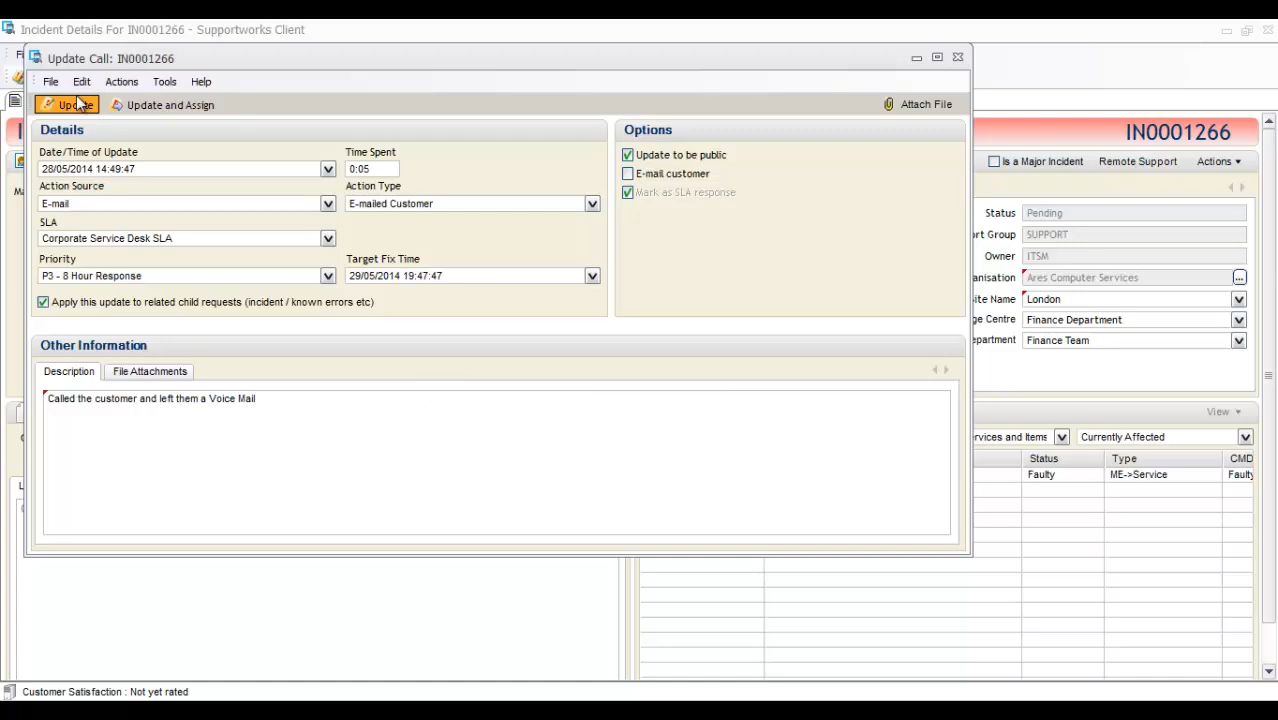 Incident Details For IN0001266 - Supportworks Client
Update Call: IN0001266
File Edit Actions Tools Help
Update Update and Assign Attach File
Details
Date/Time of Update Time Spent
28/05/2014 14:49:47 0:05
Action Source Action Type
E-mail E-mailed Customer
SLA
Corporate Service Desk SLA
Priority Target Fix Time
P3 - 8 Hour Response 29/05/2014 19:47:47
Apply this update to related child requests (incident / known errors etc)
Options
Update to be public
E-mail customer
Mark as SLA response
Other Information
Description File Attachments
Called the customer and left them a Voice Mail
IN0001266
Is a Major Incident Remote Support Actions
Status Pending
ort Group SUPPORT
Owner ITSM
anisation Ares Computer Services ...
ite Name London
ge Centre Finance Department
epartment Finance Team
View
rvices and Items Currently Affected
Status Type CMD
Faulty ME->Service Faulty
Customer Satisfaction : Not yet rated